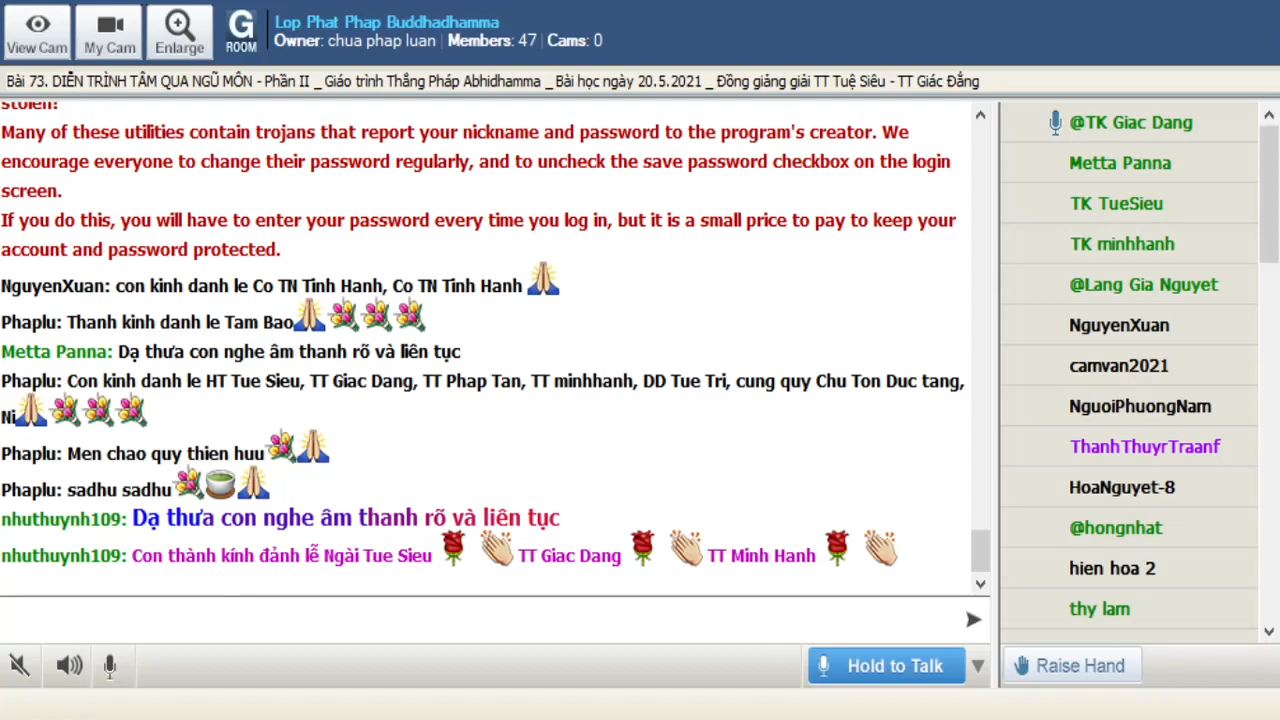 View Cam
My Cam
Enlarge
G
ROOM
Lop Phat Phap Buddhadhamma
Owner: chua phap luan | Members: 47 | Cams: 0
Bài 73. DIỄN TRÌNH TÂM QUA NGŨ MÔN - Phần II _ Giáo trình Thắng Pháp Abhidhamma _ Bài học ngày 20.5.2021 _ Đồng giảng giải TT Tuệ Siêu - TT Giác Đẳng
stolen!
Many of these utilities contain trojans that report your nickname and password to the program's creator. We
encourage everyone to change their password regularly, and to uncheck the save password checkbox on the login
screen.
If you do this, you will have to enter your password every time you log in, but it is a small price to pay to keep your
account and password protected.
NguyenXuan: con kinh danh le Co TN Tinh Hanh, Co TN Tinh Hanh
Phaplu: Thanh kinh danh le Tam Bao
Metta Panna: Dạ thưa con nghe âm thanh rõ và liên tục
Phaplu: Con kinh danh le HT Tue Sieu, TT Giac Dang, TT Phap Tan, TT minhhanh, DD Tue Tri, cung quy Chu Ton Duc tang,
Ni
Phaplu: Men chao quy thien huu
Phaplu: sadhu sadhu
nhuthuynh109: Dạ thưa con nghe âm thanh rõ và liên tục
nhuthuynh109: Con thành kính đảnh lễ Ngài Tue Sieu TT Giac Dang TT Minh Hanh
@TK Giac Dang
Metta Panna
TK TueSieu
TK minhhanh
@Lang Gia Nguyet
NguyenXuan
camvan2021
NguoiPhuongNam
ThanhThuyrTraanf
HoaNguyet-8
@hongnhat
hien hoa 2
thy lam
Hold to Talk
Raise Hand